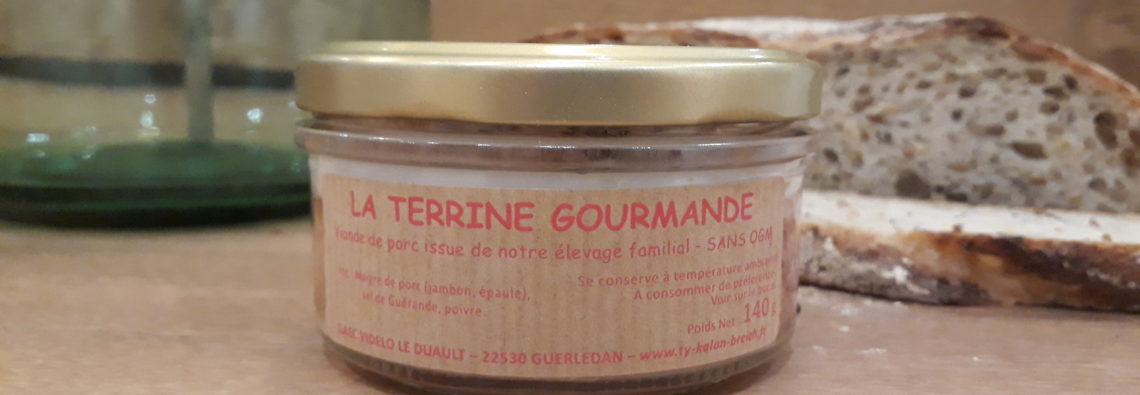 LA TERRINE GOURMANDE
Viande de porc issue de notre élevage familial - SANS OGM
Ing : Maigre de porc (jambon, épaule),
sel de Guérande, poivre
Se conserve à température ambiante
A consommer de préférence
Voir sur le bocal
Poids Net : 140 g
GAEC VIDELO LE DUAULT – 22530 GUERLEDAN – www.ty-kalon-breizh.fr